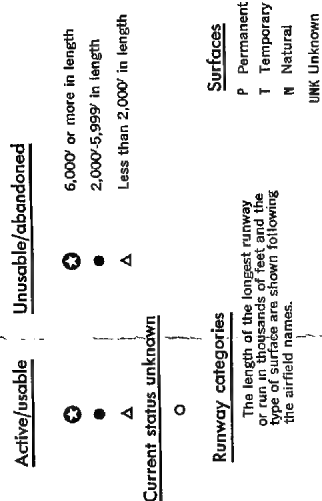 Active/usable Unusable/abandoned
6,000' or more in length
2,000'-5,999' in length
Less than 2,000' in length
Current status unknown
Runway categories
The length of the longest runway
or run in thousands of feet and the
type of surface are shown following
the airfield names.
Surfaces
P Permanent
T Temporary
N Natural
UNK Unknown